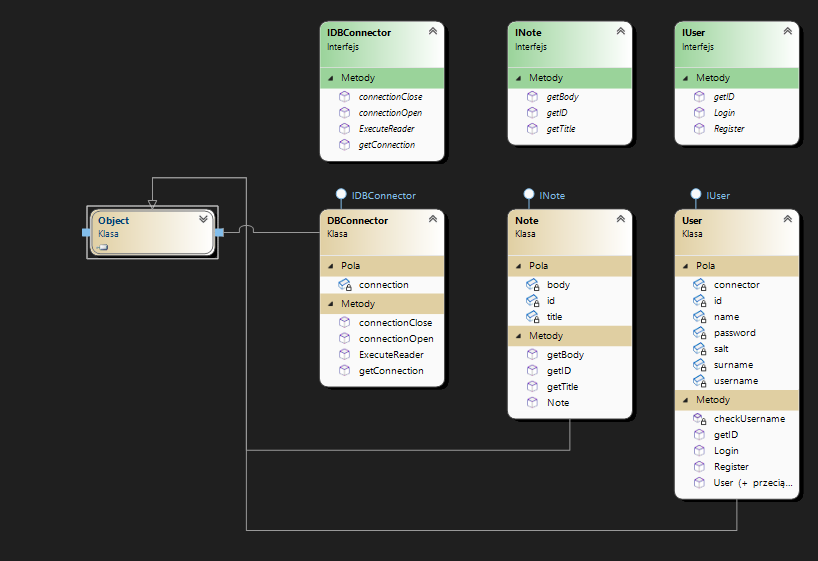 IDBConnector
Interfejs
Metody
connectionClose
connectionOpen
ExecuteReader
getConnection
INote
Interfejs
Metody
getBody
getID
getTitle
IUser
Interfejs
Metody
getID
Login
Register
Object
Klasa
IDBConnector
DBConnector
Klasa
Pola
connection
Metody
connectionClose
connectionOpen
ExecuteReader
getConnection
INote
Note
Klasa
Pola
body
id
title
Metody
getBody
getID
getTitle
Note
IUser
User
Klasa
Pola
connector
id
name
password
salt
surname
username
Metody
checkUsername
getID
Login
Register
User (+ przecią...